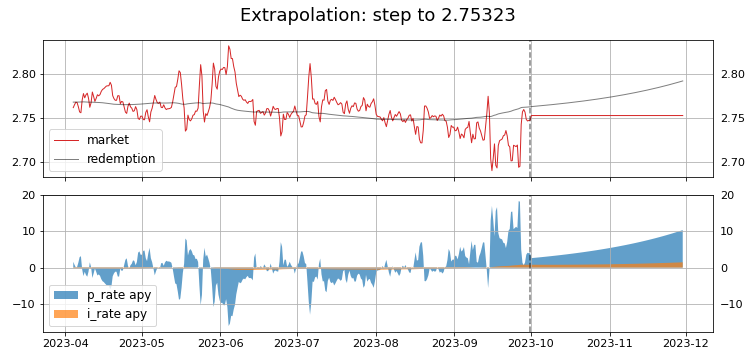 Extrapolation: step to 2.75323
2.80 2.80
2.75 2.75
2.70 2.70
market
redemption
20 20
10 10
0 0
−10 −10
p_rate apy
i_rate apy
2023-04 2023-05 2023-06 2023-07 2023-08 2023-09 2023-10 2023-11 2023-12